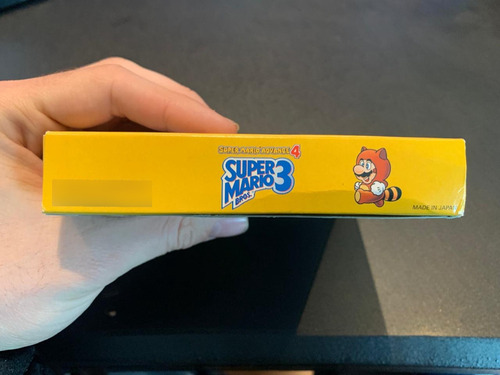 SUPER MARIO ADVANCE 4
SUPER
MARIO 3
BROS.
MADE IN JAPAN